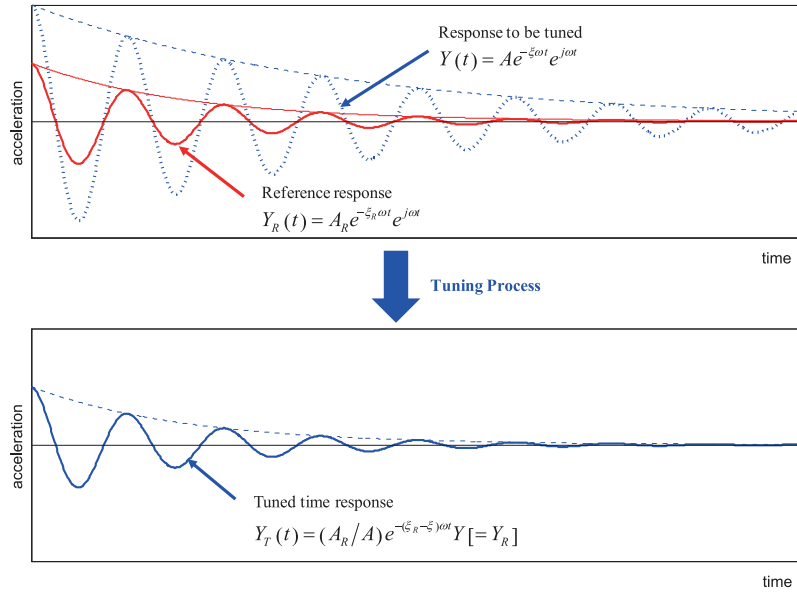 Response to be tuned
Y(t) = Ae^{-ξωt}e^{jωt}
acceleration
Reference response
Y_R(t) = A_R e^{-ξ_R ωt}e^{jωt}
time
Tuning Process
acceleration
Tuned time response
Y_T(t) = (A_R/A)e^{-(ξ_R-ξ)ωt}Y[=Y_R]
time